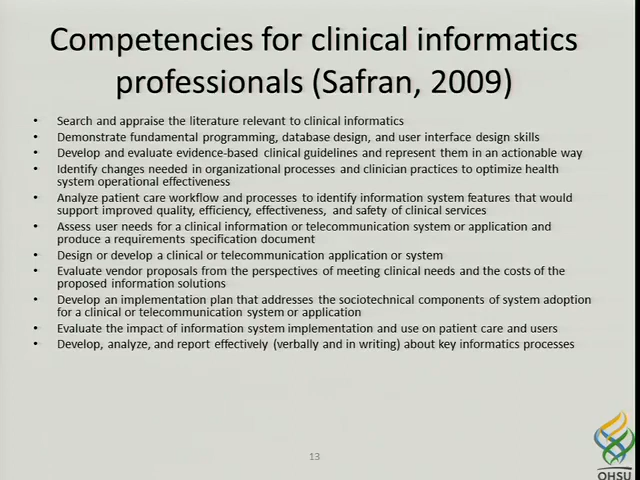 Competencies for clinical informatics
professionals (Safran, 2009)
• Search and appraise the literature relevant to clinical informatics
• Demonstrate fundamental programming, database design, and user interface design skills
• Develop and evaluate evidence-based clinical guidelines and represent them in an actionable way
• Identify changes needed in organizational processes and clinician practices to optimize health
system operational effectiveness
• Analyze patient care workflow and processes to identify information system features that would
support improved quality, efficiency, effectiveness, and safety of clinical services
• Assess user needs for a clinical information or telecommunication system or application and
produce a requirements specification document
• Design or develop a clinical or telecommunication application or system
• Evaluate vendor proposals from the perspectives of meeting clinical needs and the costs of the
proposed information solutions
• Develop an implementation plan that addresses the sociotechnical components of system adoption
for a clinical or telecommunication system or application
• Evaluate the impact of information system implementation and use on patient care and users
• Develop, analyze, and report effectively (verbally and in writing) about key informatics processes
13
OHSU